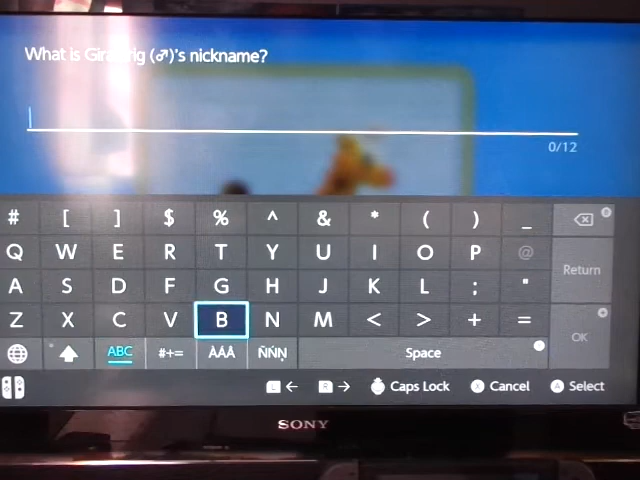 What is Girafarig (♂)'s nickname?
0/12
# [ ] $ % ^ & * ( ) _
Q W E R T Y U I O P @
Return
A S D F G H J K L ; "
Z X C V B N M < > + =
OK
ABC #+= ÀÁÂ ÑŃŅ Space
L ← R → Caps Lock X Cancel A Select
SONY